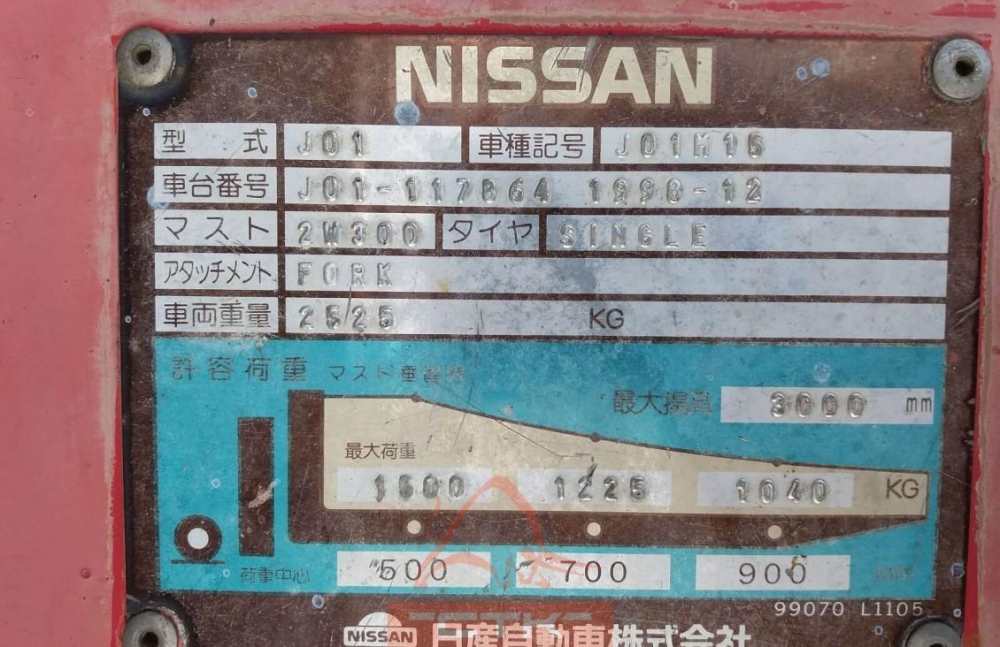 NISSAN
型式 J01 車種記号 J01M15
車台番号 J01-117864 1998-12
マスト 2W300 タイヤ SINGLE
アタッチメント FORK
車両重量 2525 KG
許容荷重 マスト垂直時
最大揚高 3000 mm
最大荷重
1500 1225 1040 KG
荷重中心 500 700 900
99070 L1105
NISSAN 日産自動車株式会社